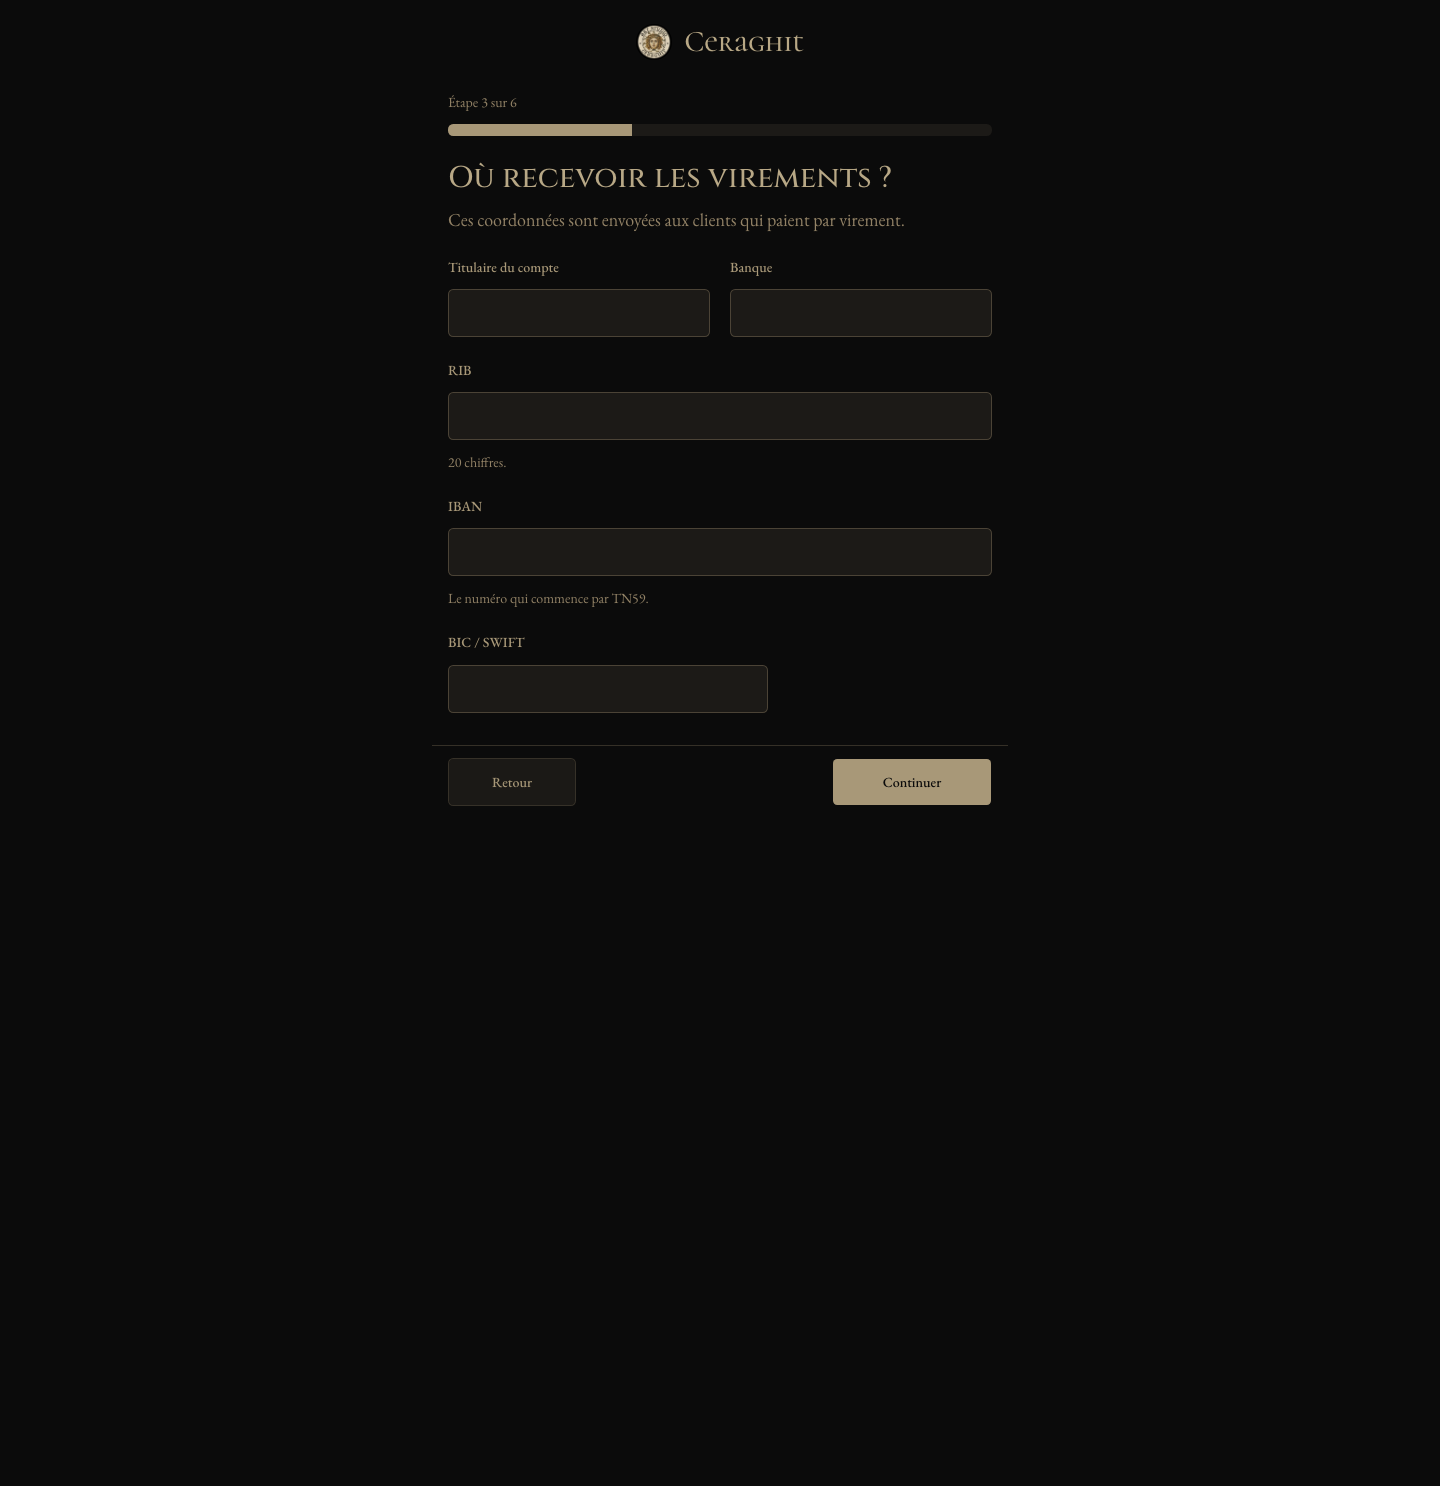 Ceraghit
Étape 3 sur 6
Où recevoir les virements ?
Ces coordonnées sont envoyées aux clients qui paient par virement.
Titulaire du compte
Banque
RIB
20 chiffres.
IBAN
Le numéro qui commence par TN59.
BIC / SWIFT
Retour
Continuer